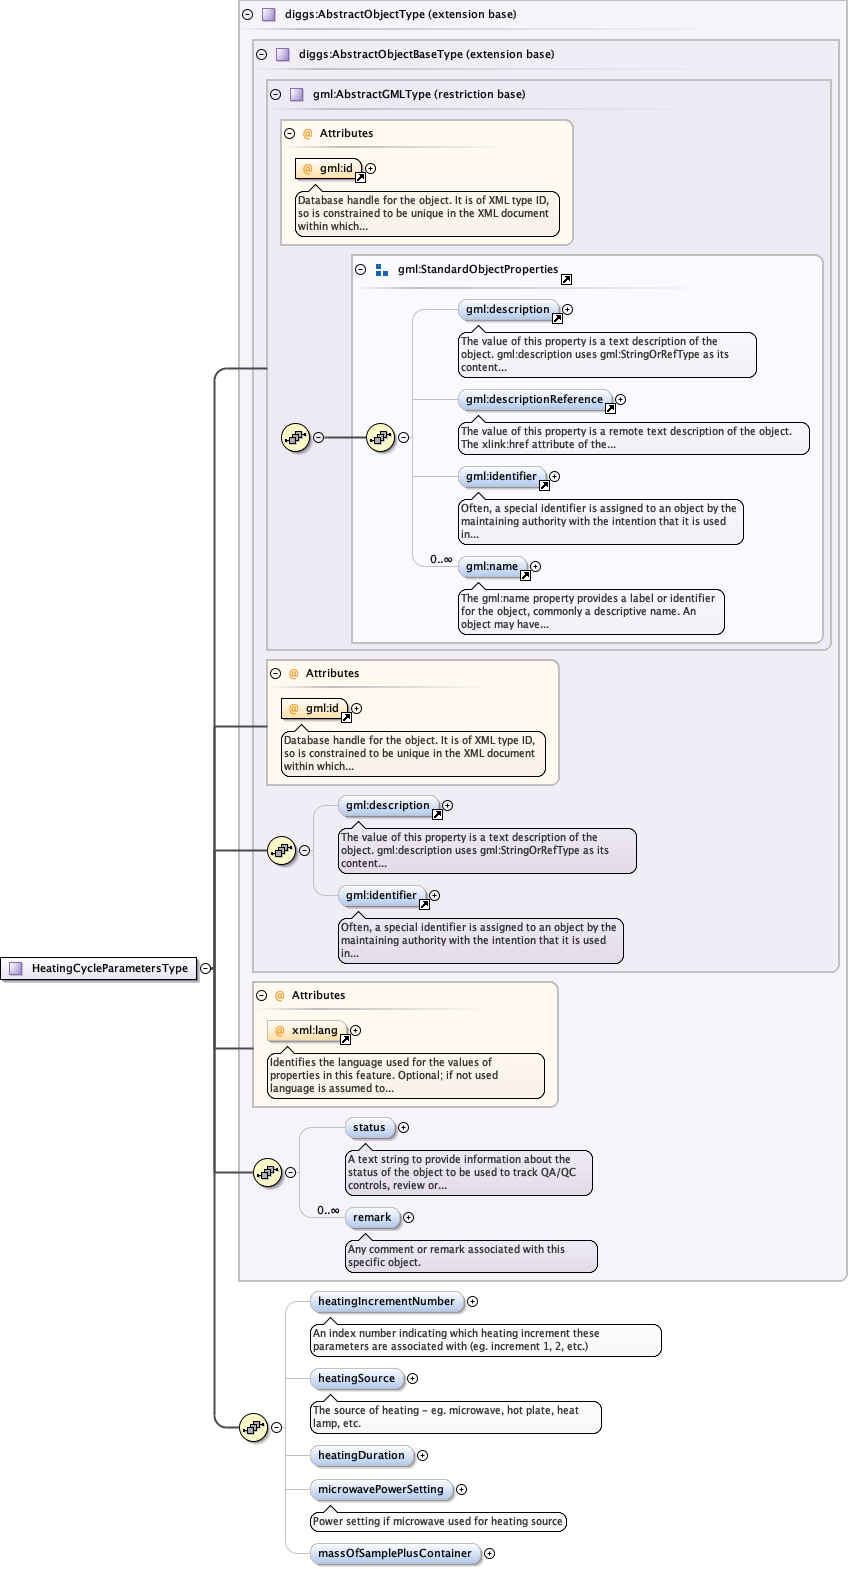 diggs:AbstractObjectType (extension base)
diggs:AbstractObjectBaseType (extension base)
gml:AbstractGMLType (restriction base)
@ Attributes
@ gml:id
Database handle for the object. It is of XML type ID,
so is constrained to be unique in the XML document
within which...
gml:StandardObjectProperties
gml:description
The value of this property is a text description of the
object. gml:description uses gml:StringOrRefType as its
content...
gml:descriptionReference
The value of this property is a remote text description of the object.
The xlink:href attribute of the...
gml:identifier
Often, a special identifier is assigned to an object by the
maintaining authority with the intention that it is used
in...
0..∞
gml:name
The gml:name property provides a label or identifier
for the object, commonly a descriptive name. An
object may have...
@ Attributes
@ gml:id
Database handle for the object. It is of XML type ID,
so is constrained to be unique in the XML document
within which...
gml:description
The value of this property is a text description of the
object. gml:description uses gml:StringOrRefType as its
content...
gml:identifier
Often, a special identifier is assigned to an object by the
maintaining authority with the intention that it is used
in...
HeatingCycleParametersType
@ Attributes
@ xml:lang
Identifies the language used for the values of
properties in this feature. Optional; if not used
language is assumed to...
status
A text string to provide information about the
status of the object to be used to track QA/QC
controls, review or...
0..∞
remark
Any comment or remark associated with this
specific object.
heatingIncrementNumber
An index number indicating which heating increment these
parameters are associated with (eg. increment 1, 2, etc.)
heatingSource
The source of heating - eg. microwave, hot plate, heat
lamp, etc.
heatingDuration
microwavePowerSetting
Power setting if microwave used for heating source
massOfSamplePlusContainer